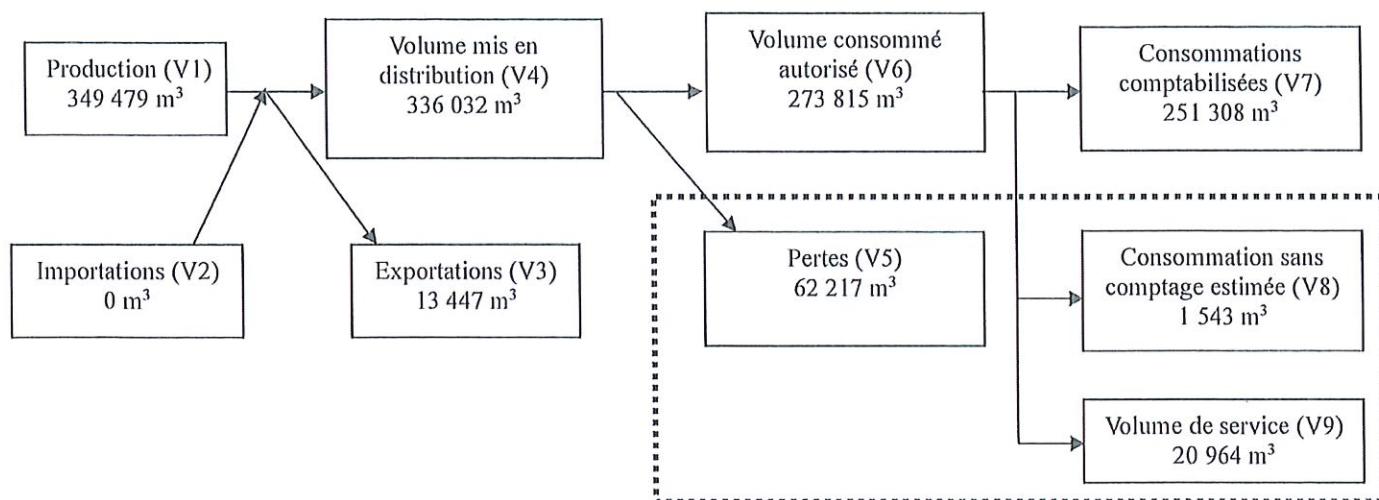 Production (V1)
349 479 m³
Volume mis en
distribution (V4)
336 032 m³
Volume consommé
autorisé (V6)
273 815 m³
Consommations
comptabilisées (V7)
251 308 m³
Importations (V2)
0 m³
Exportations (V3)
13 447 m³
Pertes (V5)
62 217 m³
Consommation sans
comptage estimée (V8)
1 543 m³
Volume de service (V9)
20 964 m³